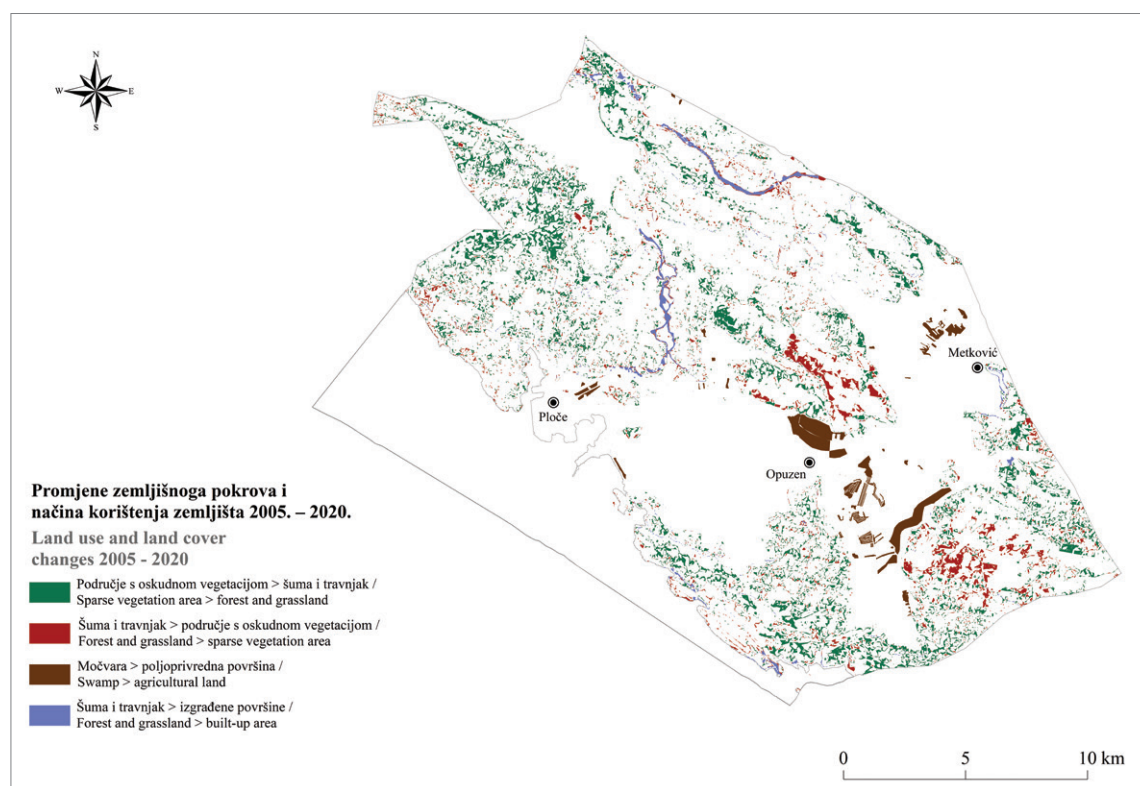 N
W
E
S
Metković
Ploče
Opuzen
Promjene zemljišnoga pokrova i
načina korištenja zemljišta 2005. – 2020.
Land use and land cover
changes 2005 - 2020
Područje s oskudnom vegetacijom > šuma i travnjak /
Sparse vegetation area > forest and grassland
Šuma i travnjak > područje s oskudnom vegetacijom /
Forest and grassland > sparse vegetation area
Močvara > poljoprivredna površina /
Swamp > agricultural land
Šuma i travnjak > izgrađene površine /
Forest and grassland > built-up area
0 5 10 km